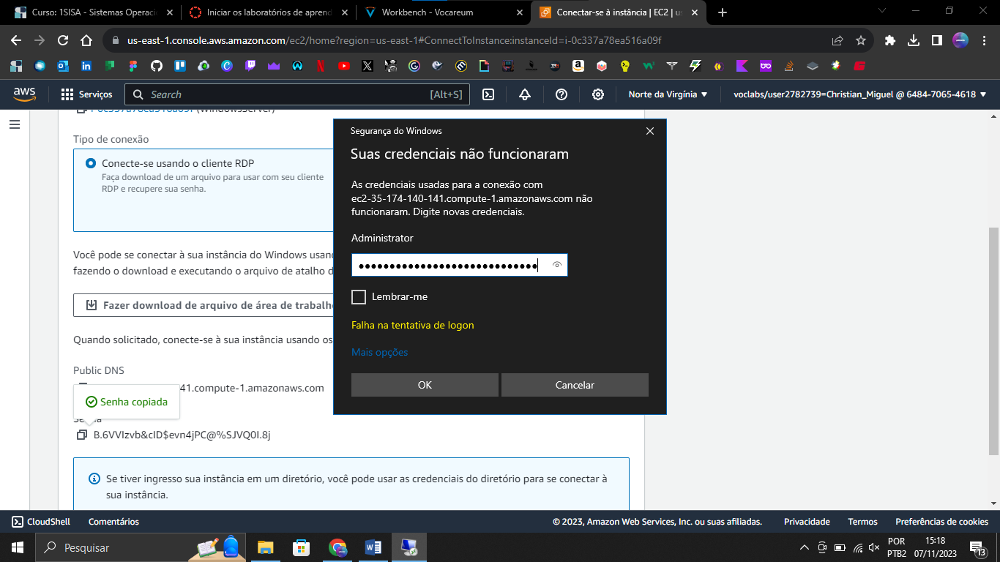 Curso: 1SISA - Sistemas Operaci
Iniciar os laboratórios de aprend
Workbench - Vocareum
Conectar-se à instância | EC2 | us
us-east-1.console.aws.amazon.com/ec2/home?region=us-east-1#ConnectToInstance:instanceId=i-0c337a78ea516a09f
aws
Serviços
Search
[Alt+S]
Norte da Virgínia
voclabs/user2782739=Christian_Miguel @ 6484-7065-4618
(WindowsServer)
Tipo de conexão
Conecte-se usando o cliente RDP
Faça download de um arquivo para usar com seu cliente
RDP e recupere sua senha.
Você pode se conectar à sua instância do Windows usan
fazendo o download e executando o arquivo de atalho d
Fazer download de arquivo de área de trabalh
Quando solicitado, conecte-se à sua instância usando os
Public DNS
41.compute-1.amazonaws.com
Senha copiada
Senha
B.6VVIzvb&cID$evn4jPC@%SJVQ0I.8j
Se tiver ingresso sua instância em um diretório, você pode usar as credenciais do diretório para se conectar à
sua instância.
Segurança do Windows
Suas credenciais não funcionaram
As credenciais usadas para a conexão com
ec2-35-174-140-141.compute-1.amazonaws.com não
funcionaram. Digite novas credenciais.
Administrator
Lembrar-me
Falha na tentativa de logon
Mais opções
OK
Cancelar
CloudShell
Comentários
© 2023, Amazon Web Services, Inc. ou suas afiliadas.
Privacidade
Termos
Preferências de cookies
Pesquisar
POR
PTB2
15:18
07/11/2023
13